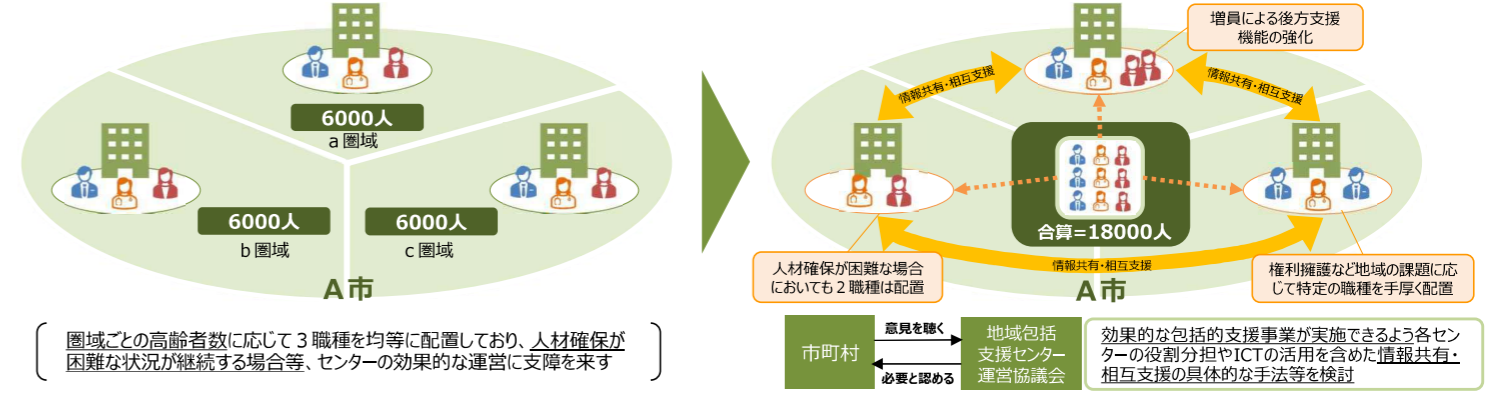 6000人
a 圏域
6000人
b 圏域
6000人
c 圏域
A市
圏域ごとの高齢者数に応じて３職種を均等に配置しており、人材確保が
困難な状況が継続する場合等、センターの効果的な運営に支障を来す
増員による後方支援
機能の強化
情報共有・相互支援
情報共有・相互支援
合算=18000人
人材確保が困難な場合
においても２職種は配置
情報共有・相互支援
権利擁護など地域の課題に応
じて特定の職種を手厚く配置
A市
市町村
意見を聴く
必要と認める
地域包括
支援センター
運営協議会
効果的な包括的支援事業が実施できるよう各セン
ターの役割分担やICTの活用を含めた情報共有・
相互支援の具体的な手法等を検討